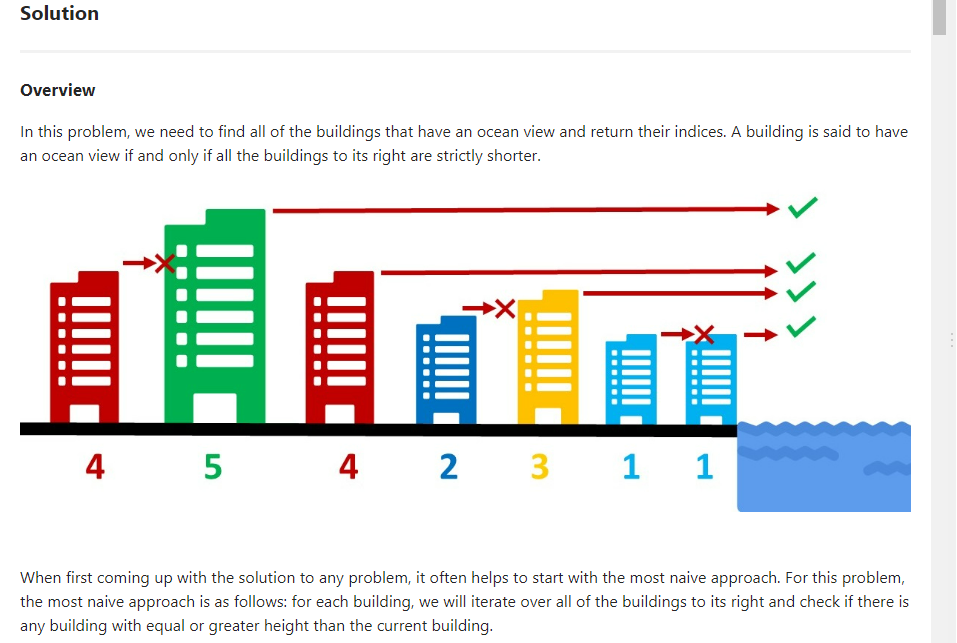 Solution
Overview
In this problem, we need to find all of the buildings that have an ocean view and return their indices. A building is said to have
an ocean view if and only if all the buildings to its right are strictly shorter.
4 5 4 2 3 1 1
When first coming up with the solution to any problem, it often helps to start with the most naive approach. For this problem,
the most naive approach is as follows: for each building, we will iterate over all of the buildings to its right and check if there is
any building with equal or greater height than the current building.